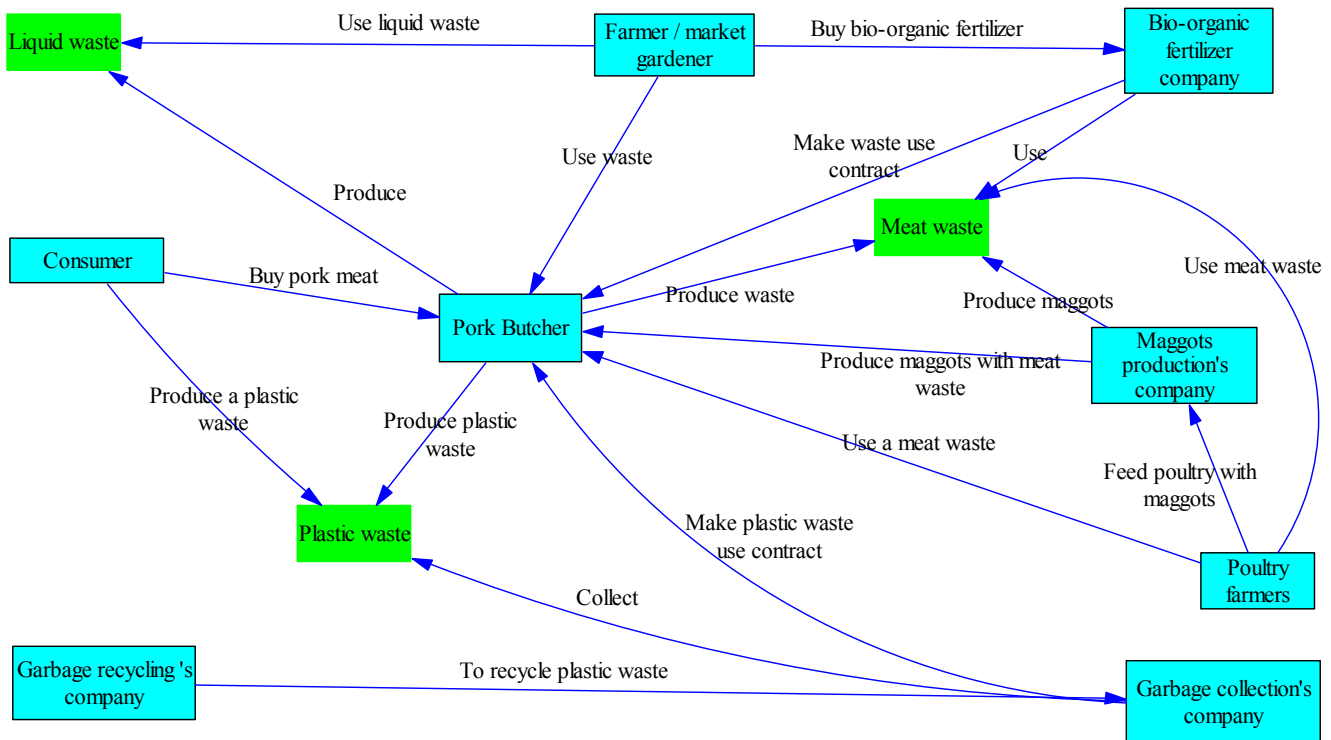 Use liquid waste
Liquid waste
Farmer / market
gardener
Buy bio-organic fertilizer
Bio-organic
fertilizer
company
Make waste use
contract
Use
Use waste
Produce
Meat waste
Consumer
Buy pork meat
Use meat waste
Produce waste
Produce maggots
Pork Butcher
Maggots
production's
company
Produce maggots with meat
waste
Produce a plastic
waste
Produce plastic
waste
Use a meat waste
Feed poultry with
maggots
Plastic waste
Make plastic waste
use contract
Poultry
farmers
Collect
Garbage recycling 's
company
To recycle plastic waste
Garbage collection's
company